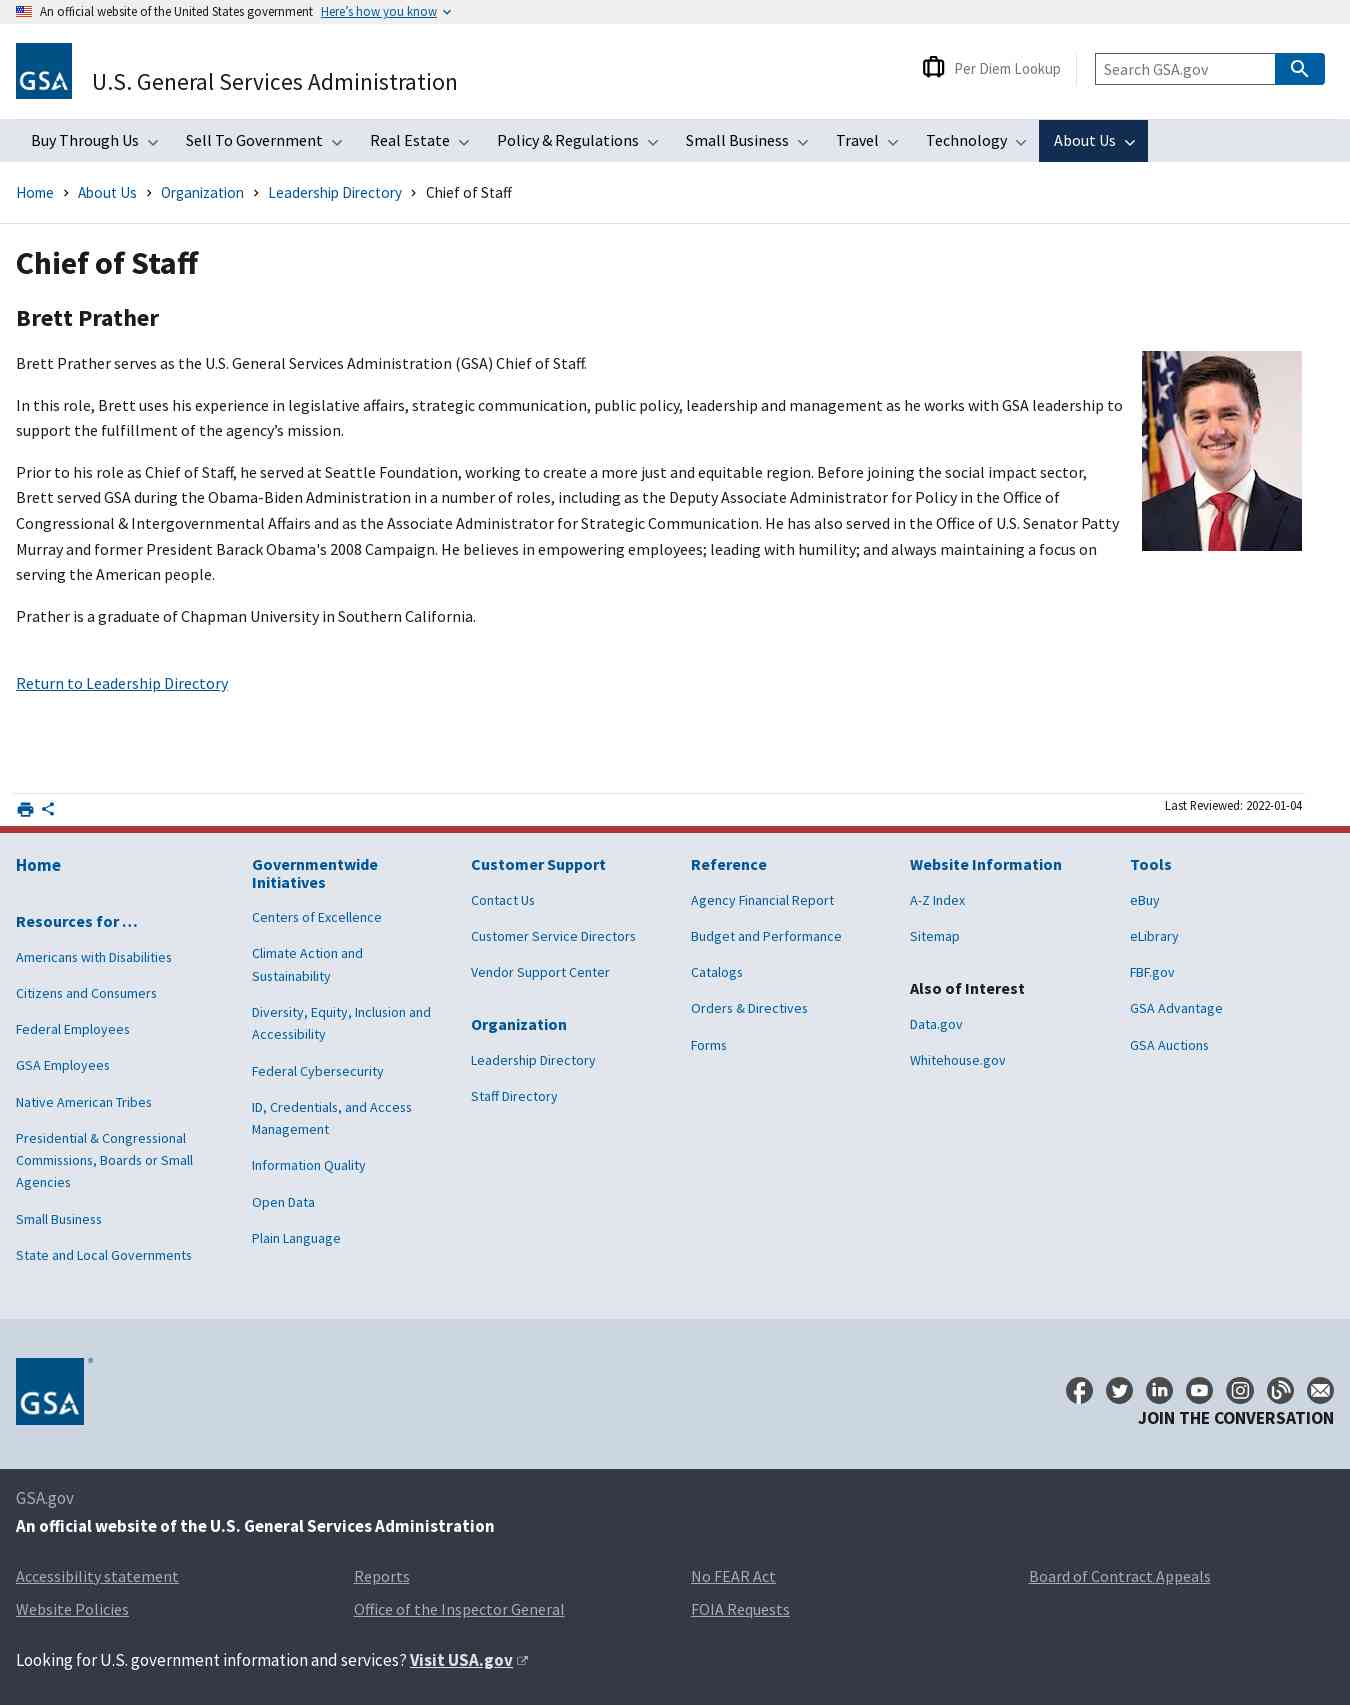 An official website of the United States government Here's how you know
GSA
U.S. General Services Administration
Per Diem Lookup
Search GSA.gov
Buy Through Us Sell To Government Real Estate Policy & Regulations Small Business Travel Technology About Us
Home > About Us > Organization > Leadership Directory > Chief of Staff
Chief of Staff
Brett Prather
Brett Prather serves as the U.S. General Services Administration (GSA) Chief of Staff.
In this role, Brett uses his experience in legislative affairs, strategic communication, public policy, leadership and management as he works with GSA leadership to
support the fulfillment of the agency’s mission.
Prior to his role as Chief of Staff, he served at Seattle Foundation, working to create a more just and equitable region. Before joining the social impact sector,
Brett served GSA during the Obama-Biden Administration in a number of roles, including as the Deputy Associate Administrator for Policy in the Office of
Congressional & Intergovernmental Affairs and as the Associate Administrator for Strategic Communication. He has also served in the Office of U.S. Senator Patty
Murray and former President Barack Obama's 2008 Campaign. He believes in empowering employees; leading with humility; and always maintaining a focus on
serving the American people.
Prather is a graduate of Chapman University in Southern California.
Return to Leadership Directory
Last Reviewed: 2022-01-04
Home
Resources for …
Americans with Disabilities
Citizens and Consumers
Federal Employees
GSA Employees
Native American Tribes
Presidential & Congressional
Commissions, Boards or Small
Agencies
Small Business
State and Local Governments
Governmentwide
Initiatives
Centers of Excellence
Climate Action and
Sustainability
Diversity, Equity, Inclusion and
Accessibility
Federal Cybersecurity
ID, Credentials, and Access
Management
Information Quality
Open Data
Plain Language
Customer Support
Contact Us
Customer Service Directors
Vendor Support Center
Organization
Leadership Directory
Staff Directory
Reference
Agency Financial Report
Budget and Performance
Catalogs
Orders & Directives
Forms
Website Information
A-Z Index
Sitemap
Also of Interest
Data.gov
Whitehouse.gov
Tools
eBuy
eLibrary
FBF.gov
GSA Advantage
GSA Auctions
GSA
JOIN THE CONVERSATION
GSA.gov
An official website of the U.S. General Services Administration
Accessibility statement Reports No FEAR Act Board of Contract Appeals
Website Policies Office of the Inspector General FOIA Requests
Looking for U.S. government information and services? Visit USA.gov